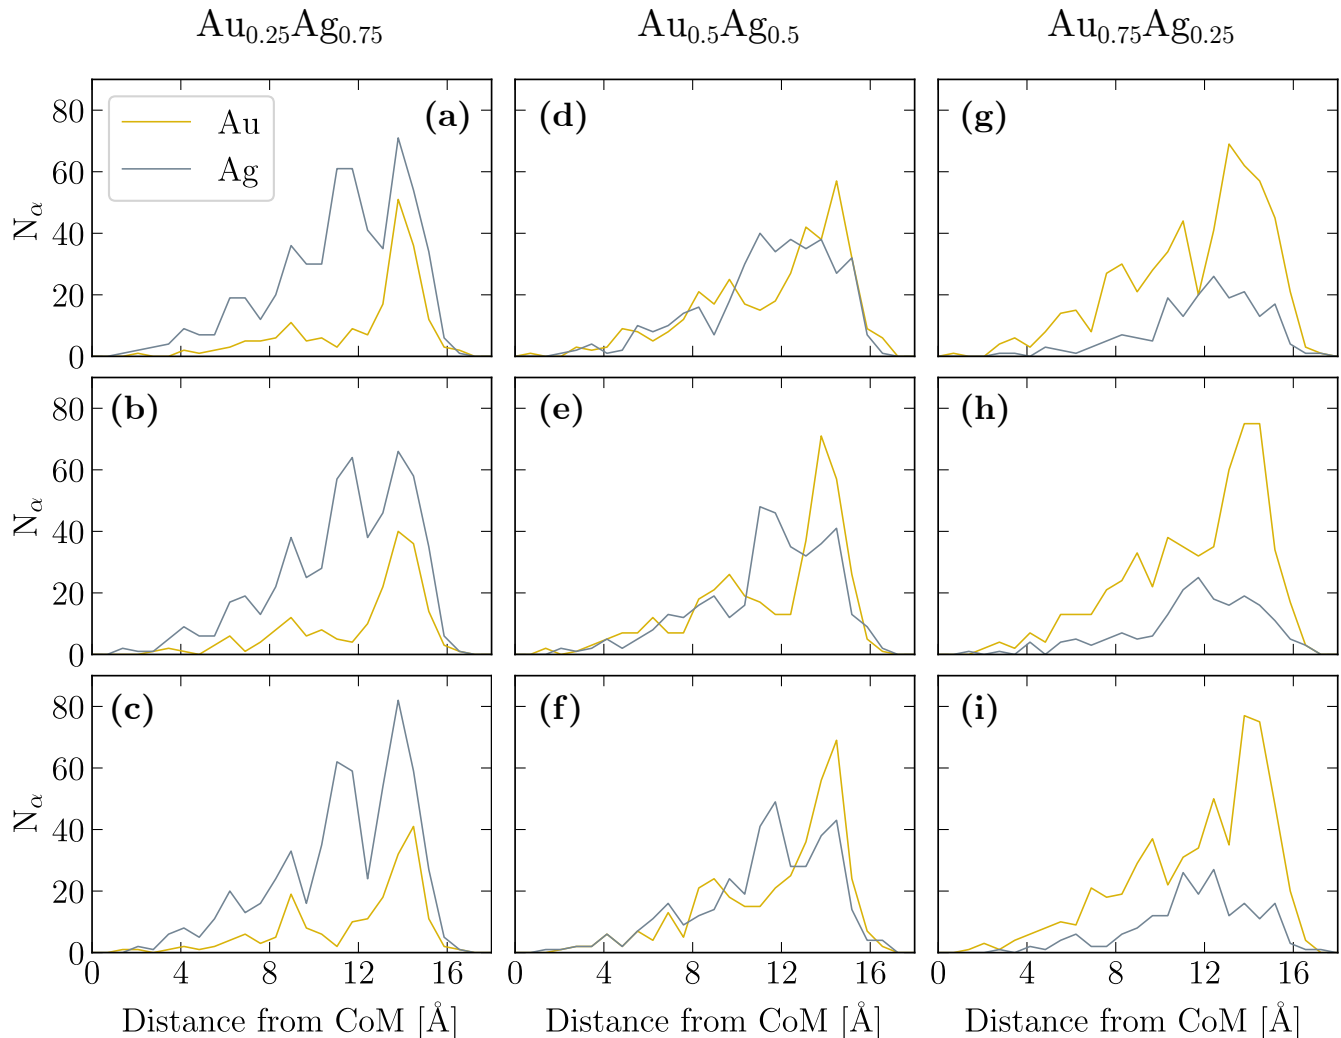 Au0.25Ag0.75 Au0.5Ag0.5 Au0.75Ag0.25
80 (a) (d) (g)
Au
Ag
60
Nα
40
20
0
80 (b) (e) (h)
60
Nα
40
20
0
80 (c) (f) (i)
60
Nα
40
20
0
0 4 8 12 16 0 4 8 12 16 0 4 8 12 16
Distance from CoM [Å] Distance from CoM [Å] Distance from CoM [Å]